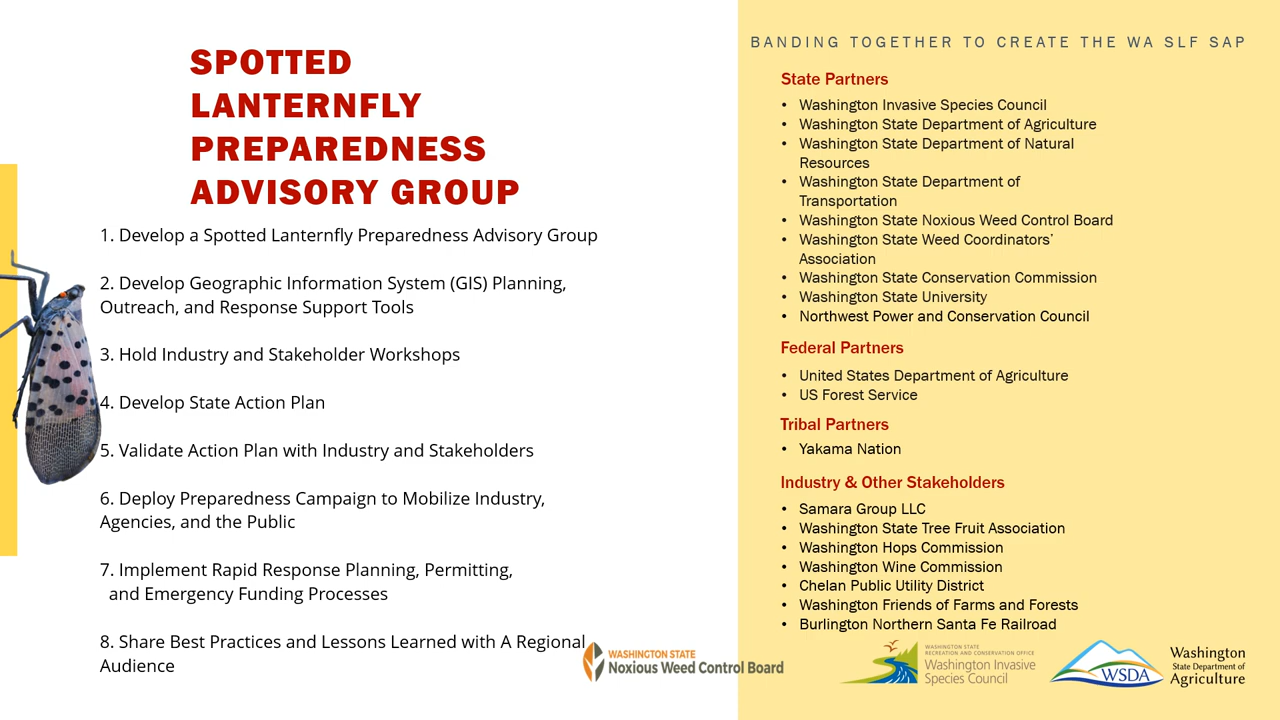 SPOTTED
LANTERNFLY
PREPAREDNESS
ADVISORY GROUP
1. Develop a Spotted Lanternfly Preparedness Advisory Group
2. Develop Geographic Information System (GIS) Planning,
Outreach, and Response Support Tools
3. Hold Industry and Stakeholder Workshops
4. Develop State Action Plan
5. Validate Action Plan with Industry and Stakeholders
6. Deploy Preparedness Campaign to Mobilize Industry,
Agencies, and the Public
7. Implement Rapid Response Planning, Permitting,
and Emergency Funding Processes
8. Share Best Practices and Lessons Learned with A Regional
Audience
BANDING TOGETHER TO CREATE THE WA SLF SAP
State Partners
• Washington Invasive Species Council
• Washington State Department of Agriculture
• Washington State Department of Natural
Resources
• Washington State Department of
Transportation
• Washington State Noxious Weed Control Board
• Washington State Weed Coordinators'
Association
• Washington State Conservation Commission
• Washington State University
• Northwest Power and Conservation Council
Federal Partners
• United States Department of Agriculture
• US Forest Service
Tribal Partners
• Yakama Nation
Industry & Other Stakeholders
• Samara Group LLC
• Washington State Tree Fruit Association
• Washington Hops Commission
• Washington Wine Commission
• Chelan Public Utility District
• Washington Friends of Farms and Forests
• Burlington Northern Santa Fe Railroad
WASHINGTON STATE
Noxious Weed Control Board
WASHINGTON STATE
RECREATION AND CONSERVATION OFFICE
Washington Invasive
Species Council
WSDA
Washington
State Department of
Agriculture